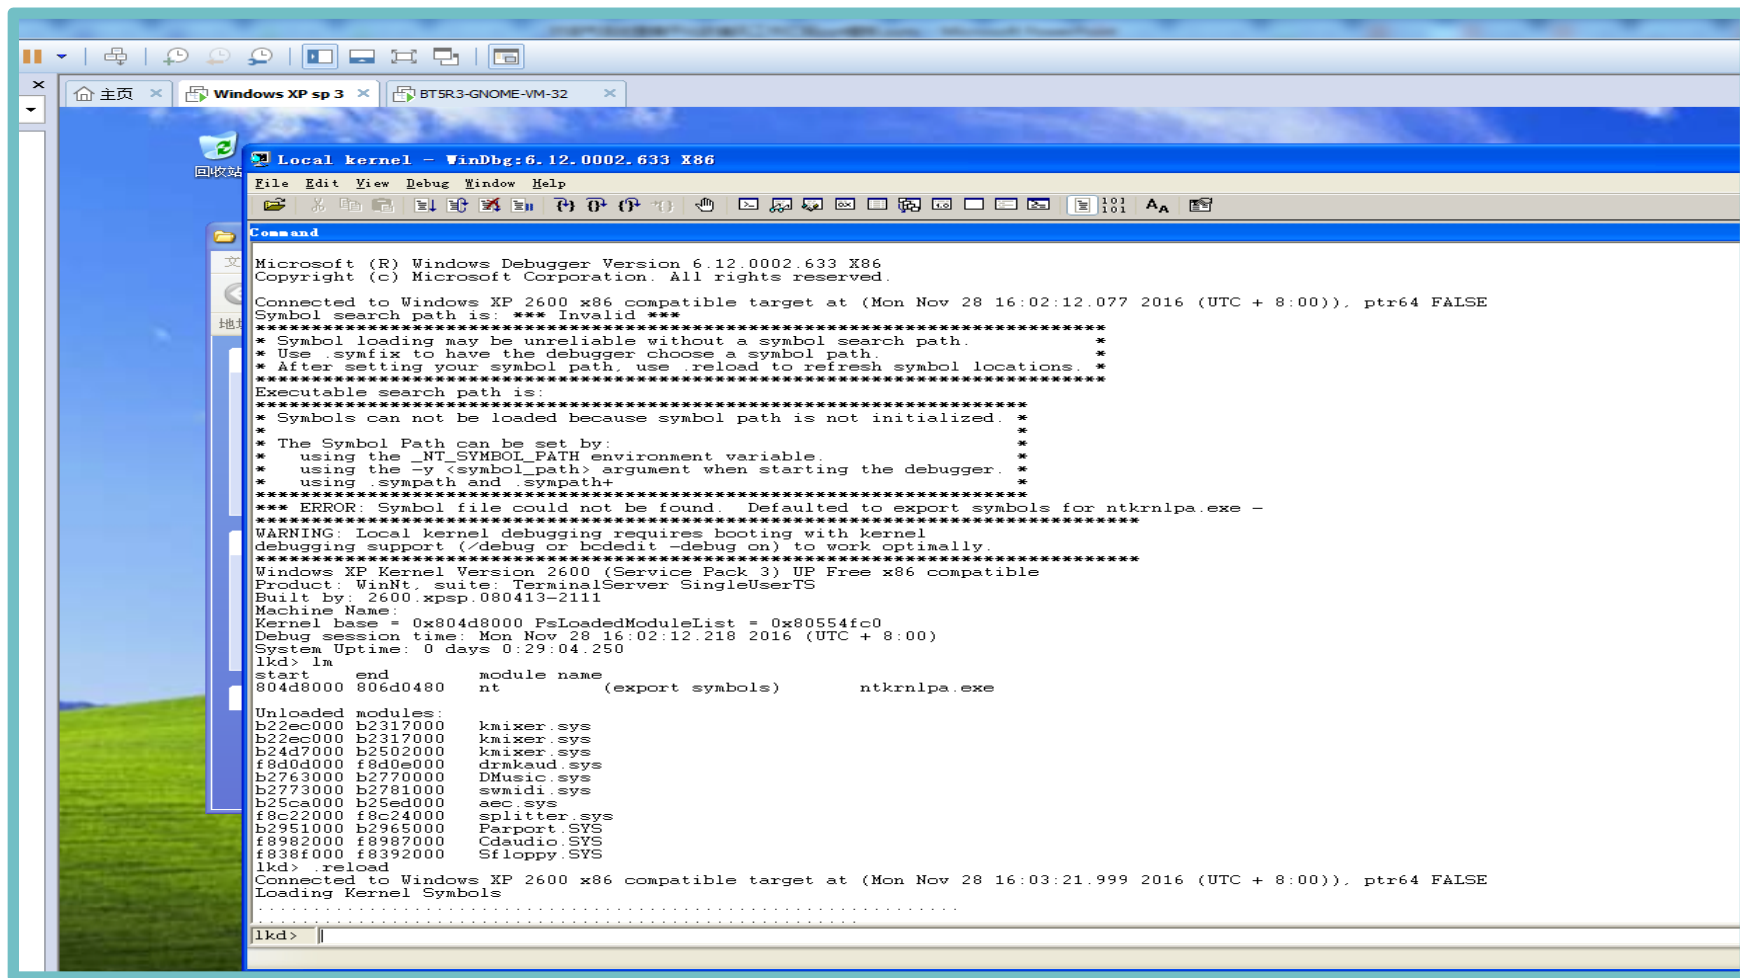 主页
Windows XP sp 3
BT5R3-GNOME-VM-32
回收站
Local kernel - WinDbg:6.12.0002.633 X86
File Edit View Debug Window Help
Command
Microsoft (R) Windows Debugger Version 6.12.0002.633 X86
Copyright (c) Microsoft Corporation. All rights reserved.
Connected to Windows XP 2600 x86 compatible target at (Mon Nov 28 16:02:12.077 2016 (UTC + 8:00)), ptr64 FALSE
Symbol search path is: *** Invalid ***
****************************************************************************
* Symbol loading may be unreliable without a symbol search path.           *
* Use .symfix to have the debugger choose a symbol path.                   *
* After setting your symbol path, use .reload to refresh symbol locations. *
****************************************************************************
Executable search path is:
*********************************************************************
* Symbols can not be loaded because symbol path is not initialized. *
*                                                                   *
* The Symbol Path can be set by:                                    *
*   using the _NT_SYMBOL_PATH environment variable.                 *
*   using the -y <symbol_path> argument when starting the debugger. *
*   using .sympath and .sympath+                                    *
*********************************************************************
*** ERROR: Symbol file could not be found.  Defaulted to export symbols for ntkrnlpa.exe -
*******************************************************************************
WARNING: Local kernel debugging requires booting with kernel
debugging support (/debug or bcdedit -debug on) to work optimally.
*******************************************************************************
Windows XP Kernel Version 2600 (Service Pack 3) UP Free x86 compatible
Product: WinNt, suite: TerminalServer SingleUserTS
Built by: 2600.xpsp.080413-2111
Machine Name:
Kernel base = 0x804d8000 PsLoadedModuleList = 0x80554fc0
Debug session time: Mon Nov 28 16:02:12.218 2016 (UTC + 8:00)
System Uptime: 0 days 0:29:04.250
lkd> lm
start    end        module name
804d8000 806d0480   nt         (export symbols)       ntkrnlpa.exe
Unloaded modules:
b22ec000 b2317000   kmixer.sys
b22ec000 b2317000   kmixer.sys
b24d7000 b2502000   kmixer.sys
f8d0d000 f8d0e000   drmkaud.sys
b2763000 b2770000   DMusic.sys
b2773000 b2781000   swmidi.sys
b25ca000 b25ed000   aec.sys
f8c22000 f8c24000   splitter.sys
b2951000 b2965000   Parport.SYS
f8982000 f8987000   Cdaudio.SYS
f838f000 f8392000   Sfloppy.SYS
lkd> .reload
Connected to Windows XP 2600 x86 compatible target at (Mon Nov 28 16:03:21.999 2016 (UTC + 8:00)), ptr64 FALSE
Loading Kernel Symbols
...............................................................
......................................................
lkd>